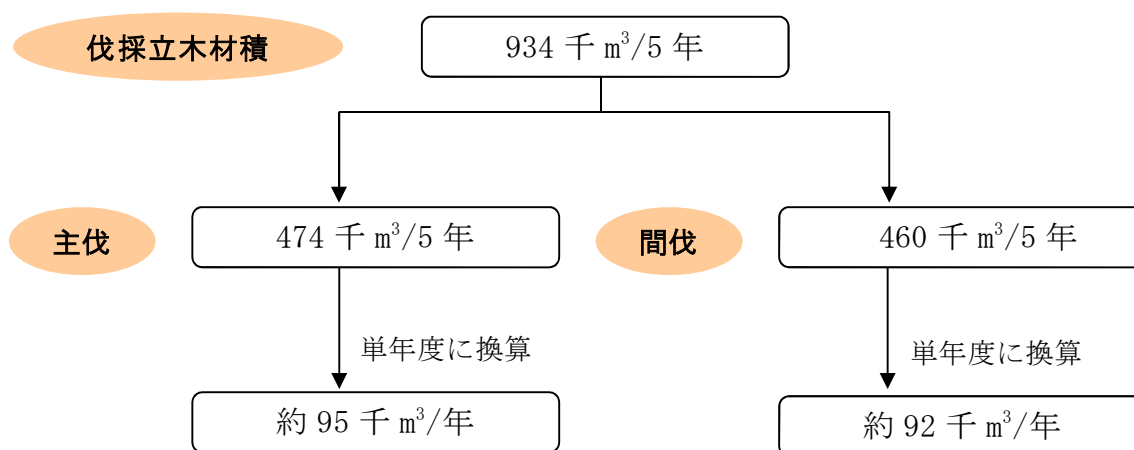 伐採立木材積
934 千 m³/5 年
主伐
474 千 m³/5 年
間伐
460 千 m³/5 年
単年度に換算
単年度に換算
約 95 千 m³/年
約 92 千 m³/年